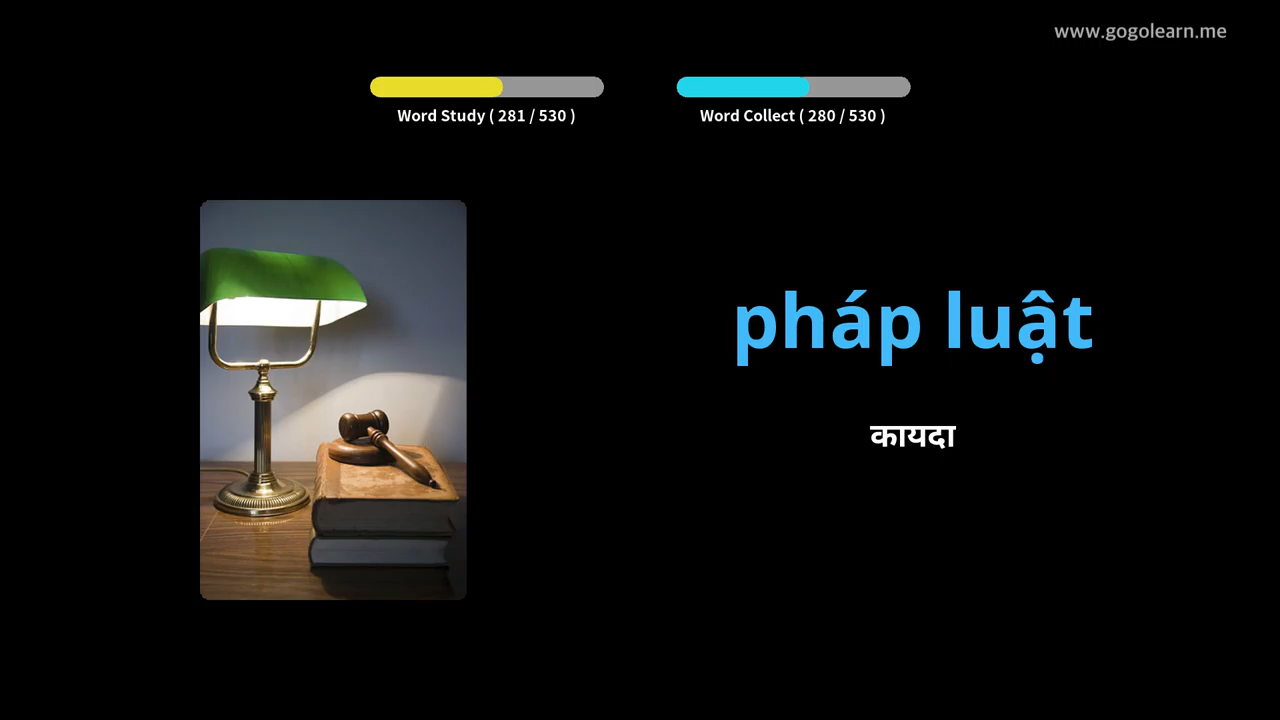 www.gogolearn.me
Word Study ( 281 / 530 )
Word Collect ( 280 / 530 )
pháp luật
कायदा